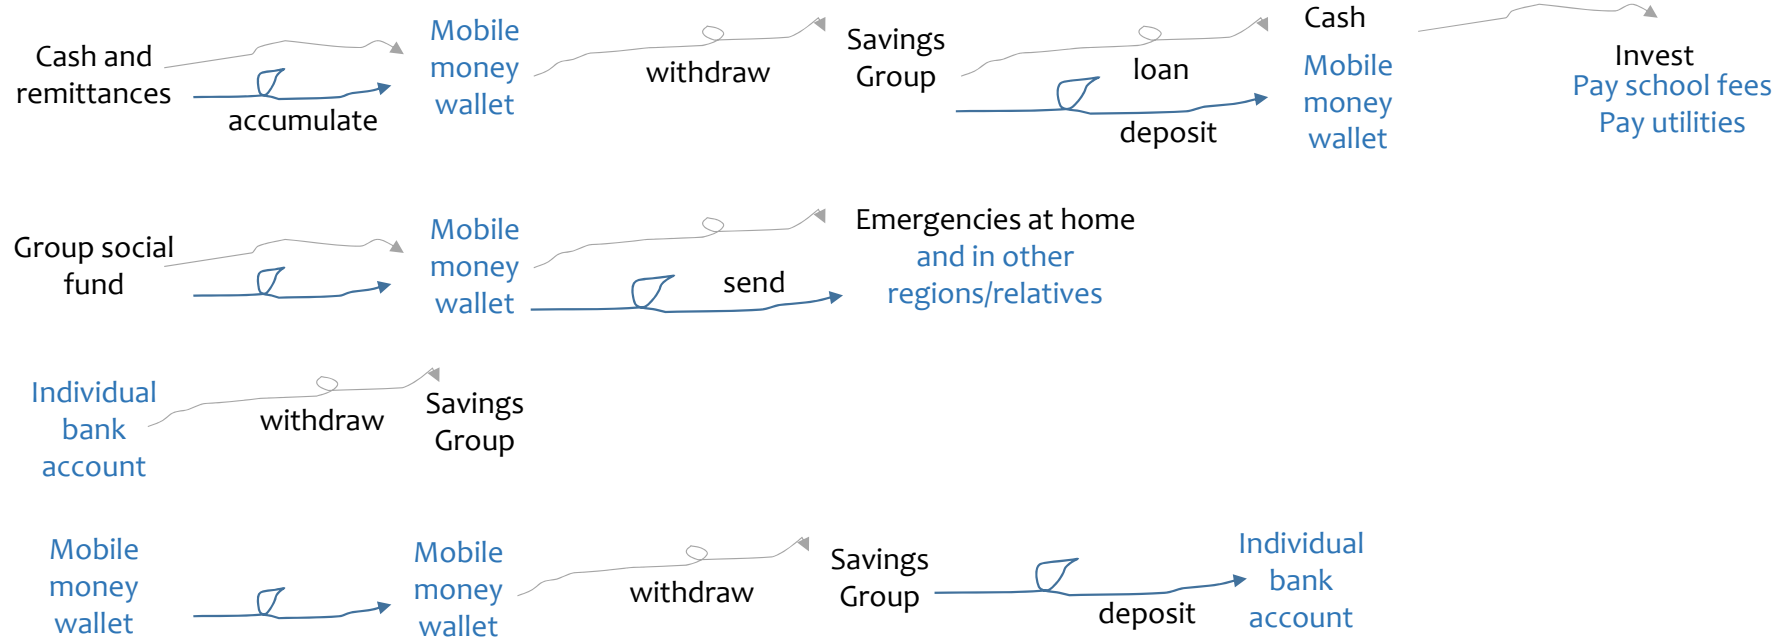 Cash and
remittances
accumulate
Mobile
money
wallet
withdraw
Savings
Group
loan
deposit
Cash
Mobile
money
wallet
Invest
Pay school fees
Pay utilities
Group social
fund
Mobile
money
wallet
send
Emergencies at home
and in other
regions/relatives
Individual
bank
account
withdraw
Savings
Group
Mobile
money
wallet
Mobile
money
wallet
withdraw
Savings
Group
deposit
Individual
bank
account